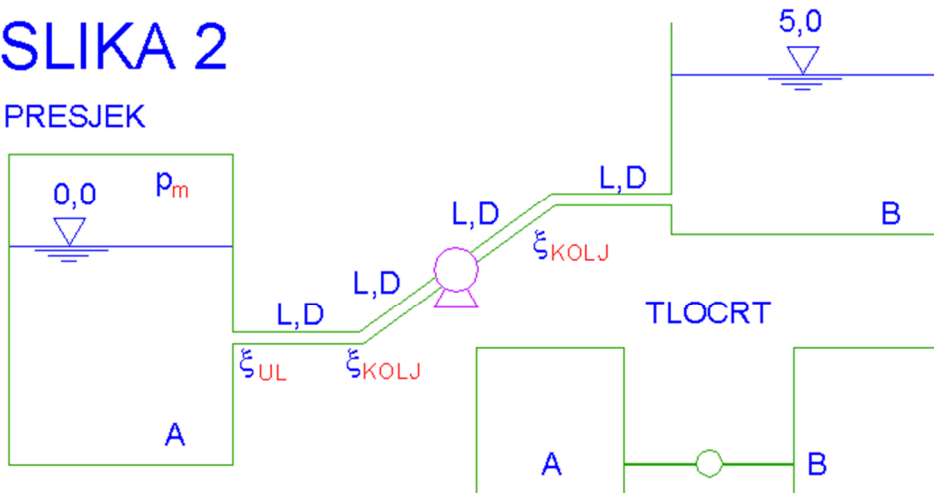 SLIKA 2
PRESJEK
5,0
0,0
pm
L,D
L,D
L,D
L,D
ξKOLJ
ξUL
ξKOLJ
A
B
TLOCRT
A
B